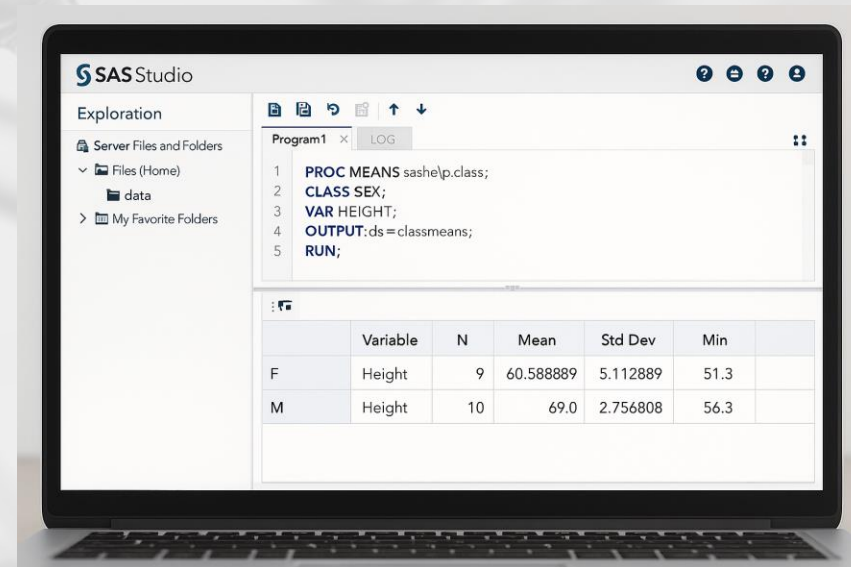 SAS Studio
Exploration
Server Files and Folders
Files (Home)
data
My Favorite Folders
Program1 × LOG
1 PROC MEANS sashe\p.class;
2 CLASS SEX;
3 VAR HEIGHT;
4 OUTPUT:ds=classmeans;
5 RUN;
Variable N Mean Std Dev Min
F Height 9 60.588889 5.112889 51.3
M Height 10 69.0 2.756808 56.3